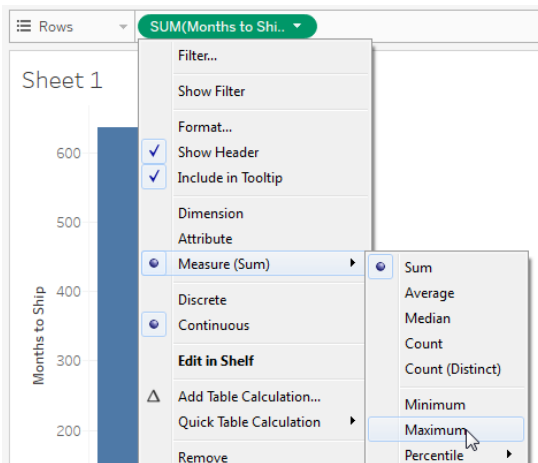 Rows
SUM(Months to Shi..
Sheet 1
Filter...
Show Filter
Format...
Show Header
Include in Tooltip
Dimension
Attribute
Measure (Sum)
Discrete
Continuous
Edit in Shelf
Add Table Calculation...
Quick Table Calculation
Remove
Sum
Average
Median
Count
Count (Distinct)
Minimum
Maximum
Percentile
Months to Ship
600
500
400
300
200